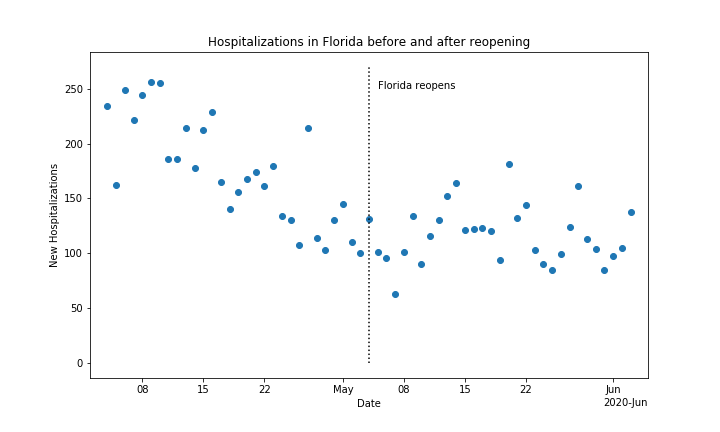 Hospitalizations in Florida before and after reopening
Florida reopens
New Hospitalizations
250
200
150
100
50
0
08
15
22
May
08
15
22
Jun
Date
2020-Jun